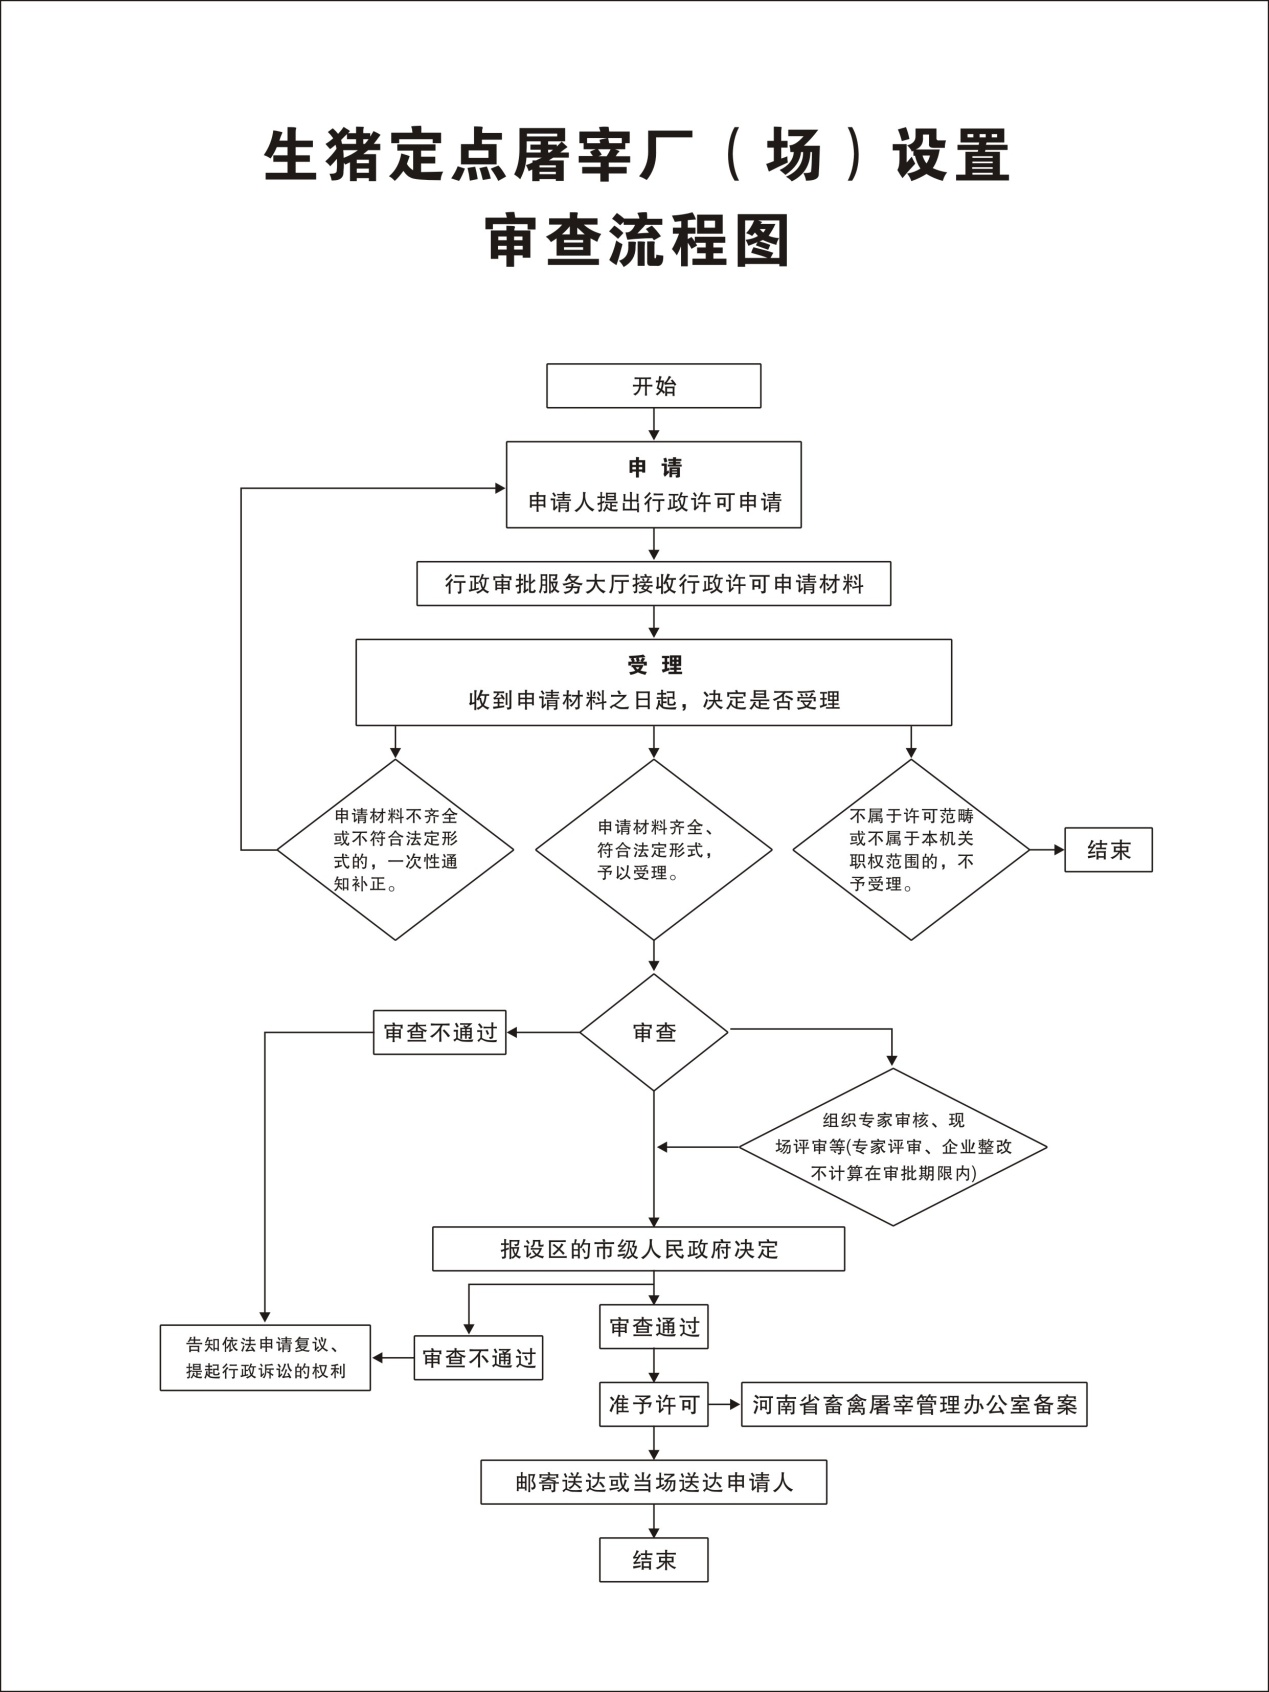 生猪定点屠宰厂（场）设置
审查流程图
开始
申 请
申请人提出行政许可申请
行政审批服务大厅接收行政许可申请材料
受 理
收到申请材料之日起，决定是否受理
申请材料不齐全
或不符合法定形
式的，一次性通
知补正。
申请材料齐全、
符合法定形式，
予以受理。
不属于许可范畴
或不属于本机关
职权范围的，不
予受理。
结束
审查不通过
审查
组织专家审核、现
场评审等(专家评审、企业整改
不计算在审批期限内)
报设区的市级人民政府决定
审查通过
告知依法申请复议、
提起行政诉讼的权利
审查不通过
准予许可
河南省畜禽屠宰管理办公室备案
邮寄送达或当场送达申请人
结束